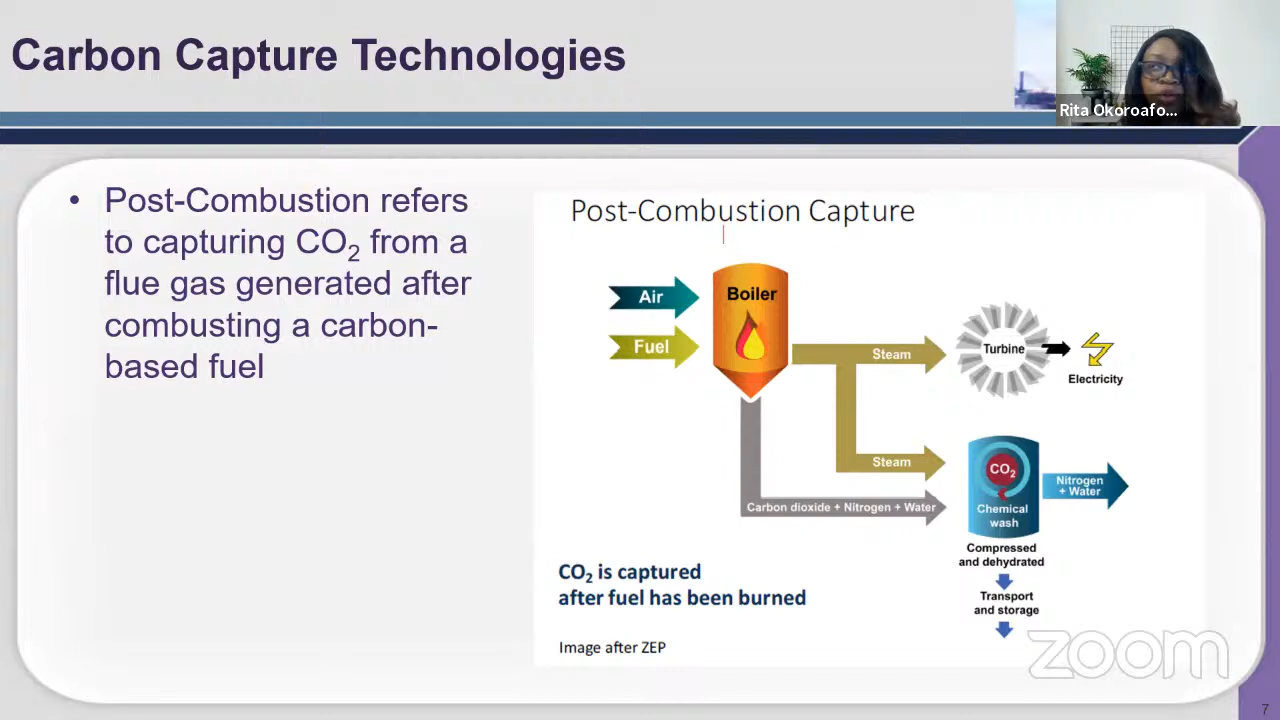 Carbon Capture Technologies
Rita Okoroafo...
• Post-Combustion refers
to capturing CO₂ from a
flue gas generated after
combusting a carbon-
based fuel
Post-Combustion Capture
Air
Boiler
Fuel
Steam
Turbine
Electricity
Steam
CO₂
Nitrogen
+ Water
Carbon dioxide + Nitrogen + Water
Chemical
wash
Compressed
and dehydrated
Transport
and storage
CO₂ is captured
after fuel has been burned
Image after ZEP
zoom
7